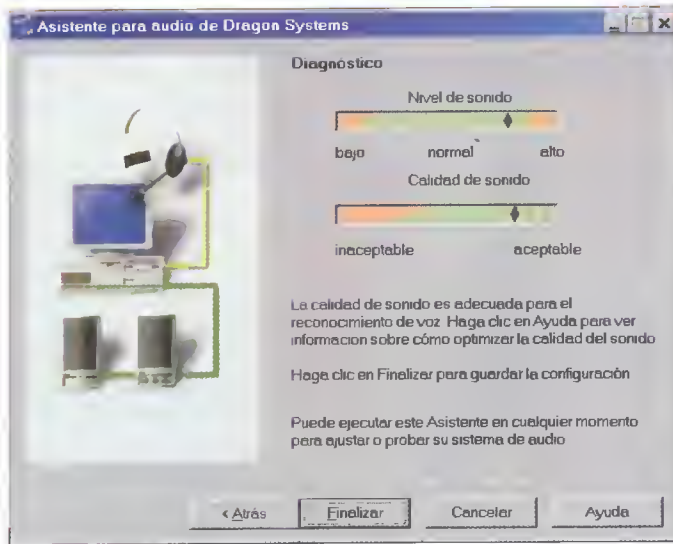 Asistente para audio de Dragon Systems
Diagnóstico
Nivel de sonido
bajo normal alto
Calidad de sonido
inaceptable aceptable
La calidad de sonido es adecuada para el
reconocimiento de voz Haga clic en Ayuda para ver
informacion sobre cómo optimizar la calidad del sonido
Haga clic en Finalizar para guardar la configuración
Puede ejecutar este Asistente en cualquier momento
para ajustar o probar su sistema de audio
< Atrás Finalizar Cancelar Ayuda